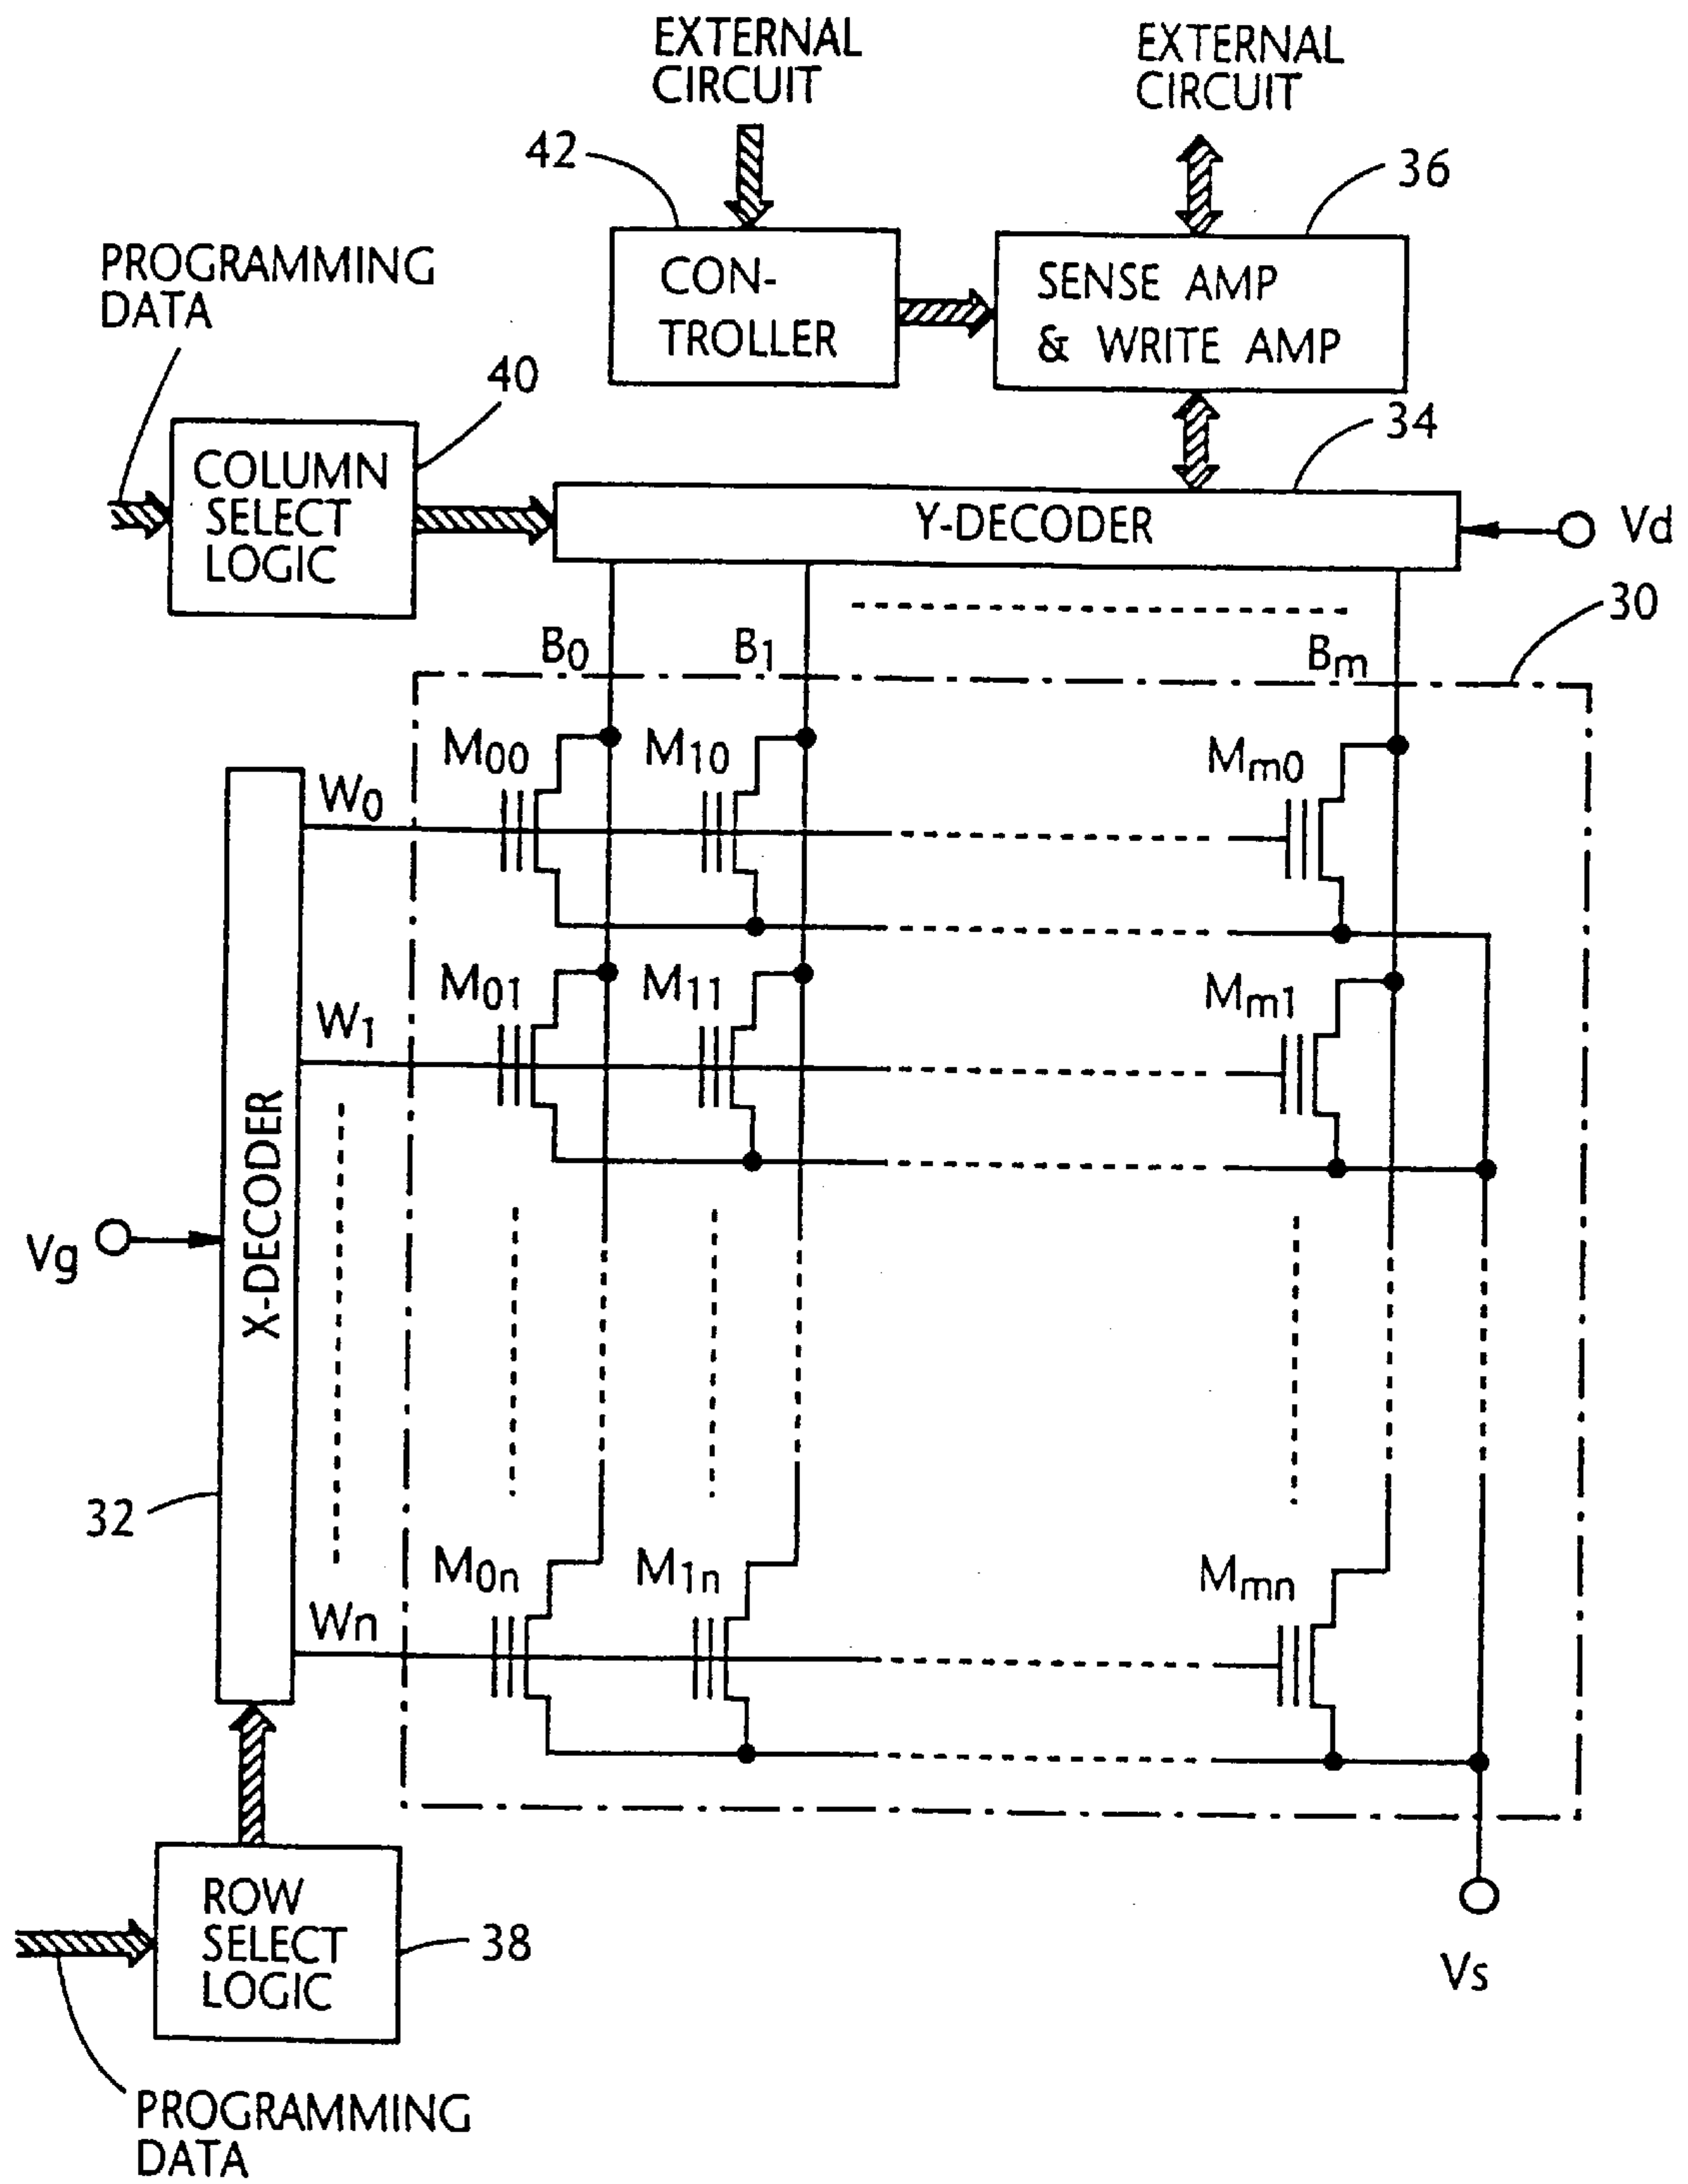 EXTERNAL
CIRCUIT
EXTERNAL
CIRCUIT
42
36
PROGRAMMING
DATA
CON-
TROLLER
SENSE AMP
& WRITE AMP
40
34
COLUMN
SELECT
LOGIC
Y-DECODER
Vd
30
B0
B1
Bm
M00
M10
Mm0
W0
M01
M11
Mm1
W1
X-DECODER
Vg
32
M0n
M1n
Mmn
Wn
ROW
SELECT
LOGIC
38
Vs
PROGRAMMING
DATA